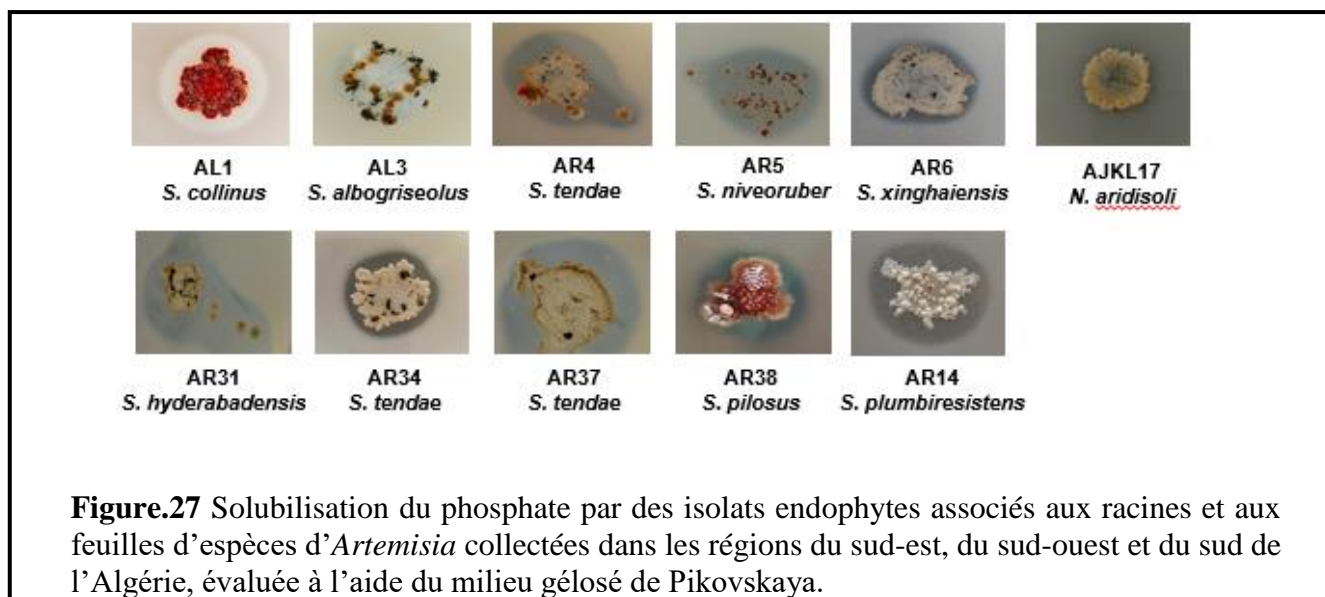 AL1 AL3 AR4 AR5 AR6 AJKL17
S. collinus S. albogriseolus S. tendae S. niveoruber S. xinghaiensis N. aridisoli
AR31 AR34 AR37 AR38 AR14
S. hyderabadensis S. tendae S. tendae S. pilosus S. plumbiresistens
Figure.27 Solubilisation du phosphate par des isolats endophytes associés aux racines et aux
feuilles d’espèces d’Artemisia collectées dans les régions du sud-est, du sud-ouest et du sud de
l’Algérie, évaluée à l’aide du milieu gélosé de Pikovskaya.